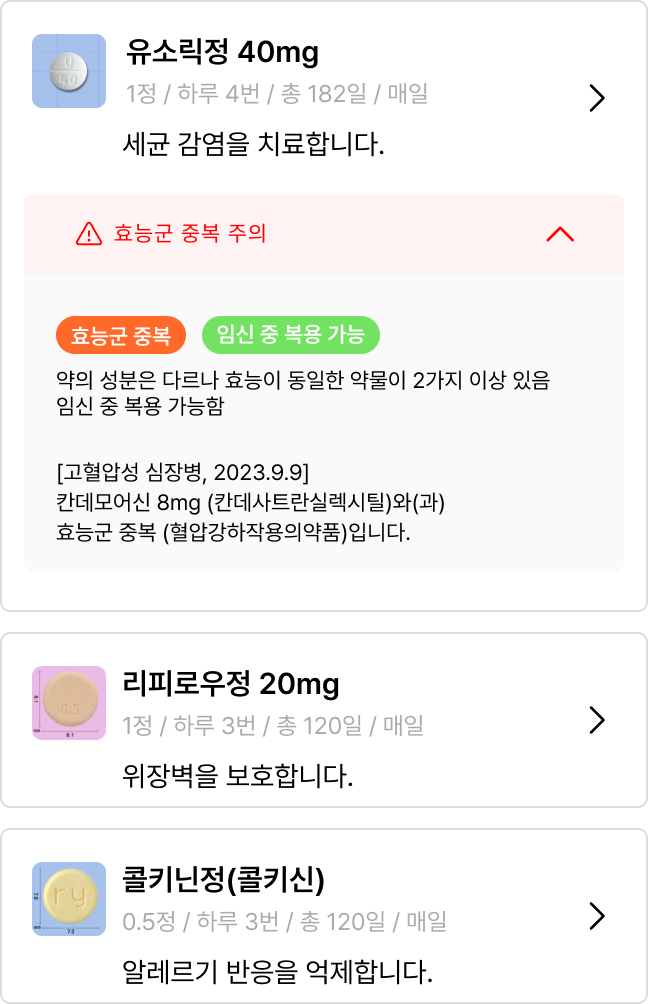 유소릭정 40mg
1정 / 하루 4번 / 총 182일 / 매일
세균 감염을 치료합니다.
효능군 중복 주의
효능군 중복 임신 중 복용 가능
약의 성분은 다르나 효능이 동일한 약물이 2가지 이상 있음
임신 중 복용 가능함
[고혈압성 심장병, 2023.9.9]
칸데모어신 8mg (칸데사트란실렉시틸)와(과)
효능군 중복 (혈압강하작용의약품)입니다.
리피로우정 20mg
1정 / 하루 3번 / 총 120일 / 매일
위장벽을 보호합니다.
콜키닌정(콜키신)
0.5정 / 하루 3번 / 총 120일 / 매일
알레르기 반응을 억제합니다.
U
40
0.5
8.1
ry
7.0